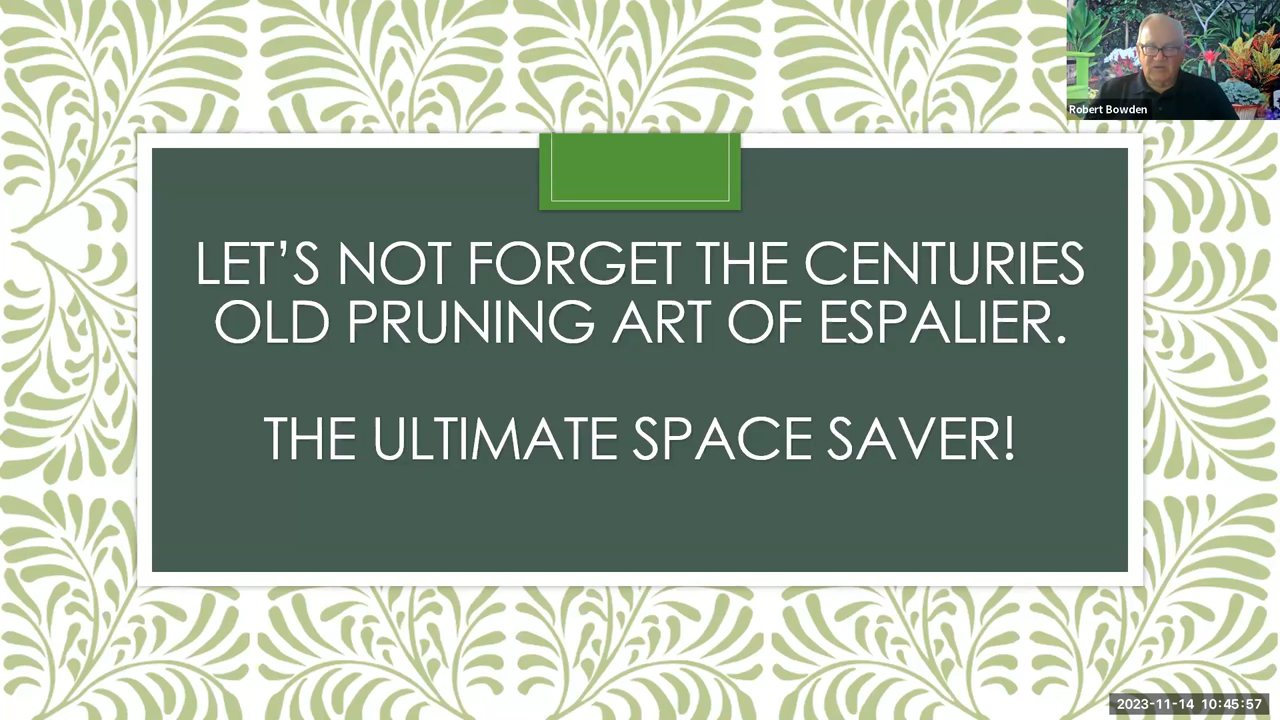 Robert Bowden
LET’S NOT FORGET THE CENTURIES
OLD PRUNING ART OF ESPALIER.
THE ULTIMATE SPACE SAVER!
2023-11-14 10:45:57